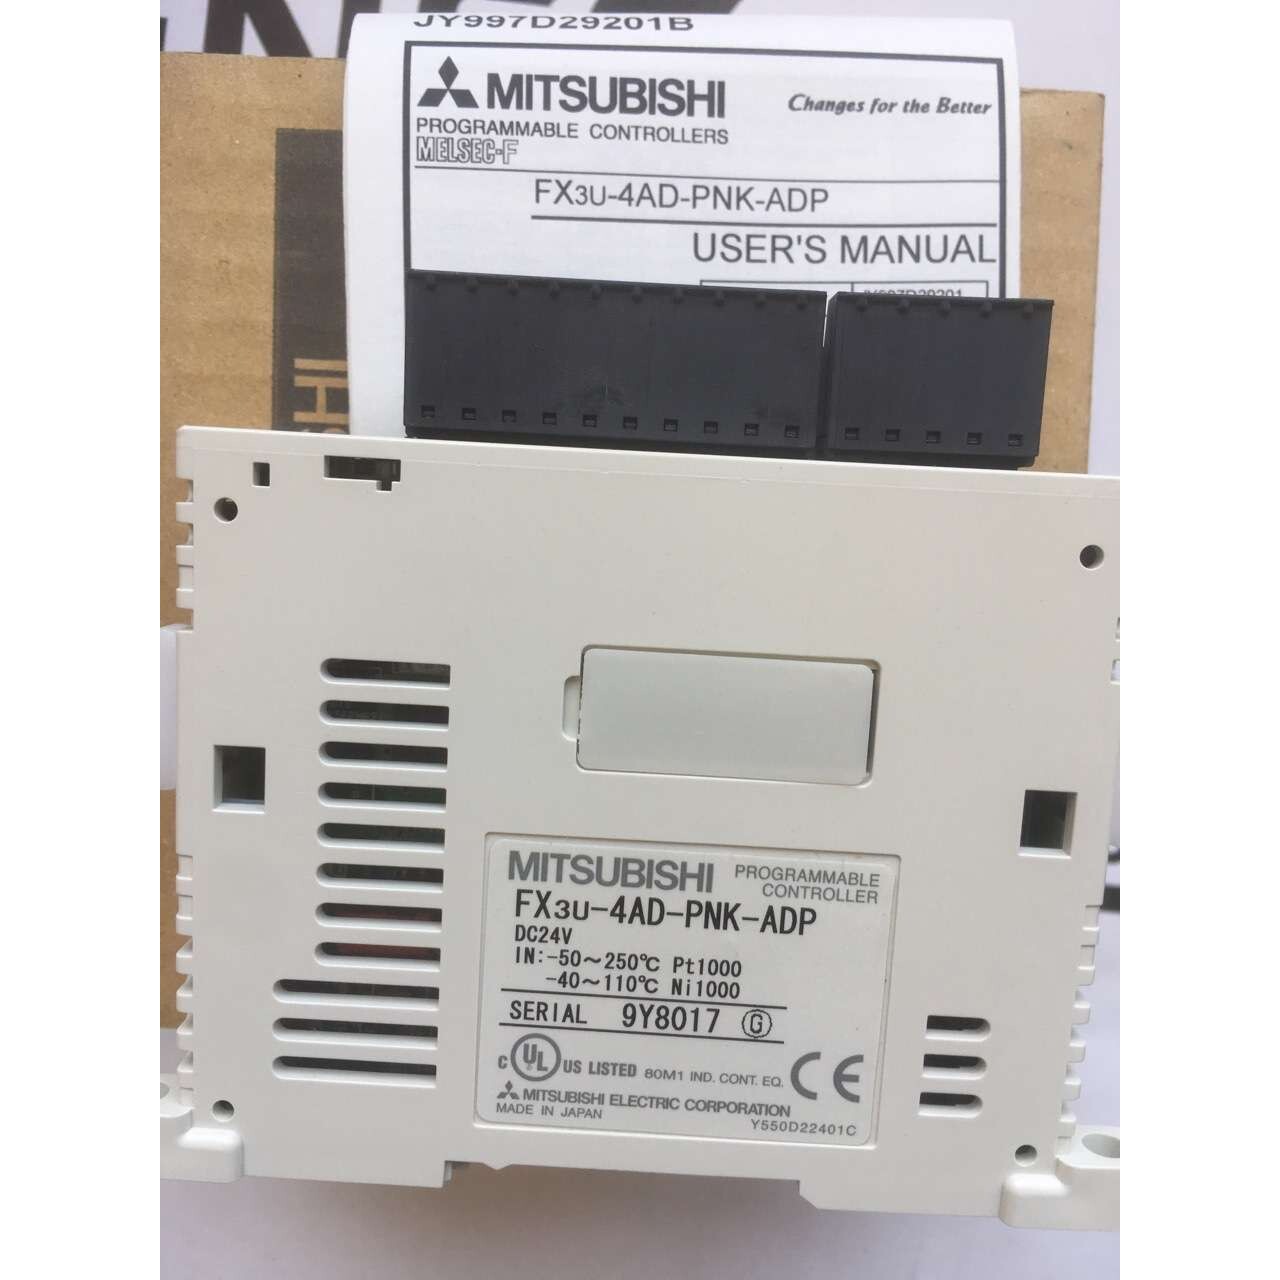 JY997D29201B
MITSUBISHI
Changes for the Better
PROGRAMMABLE CONTROLLERS
MELSEC-F
FX3U-4AD-PNK-ADP
USER'S MANUAL
JY997D29201
MITSUBISHI PROGRAMMABLE CONTROLLER
FX3U-4AD-PNK-ADP
DC24V
IN:-50～250℃ Pt1000
-40～110℃ Ni1000
SERIAL 9Y8017 G
C UL US LISTED 80M1 IND. CONT. EQ. CE
MITSUBISHI ELECTRIC CORPORATION
MADE IN JAPAN
Y550D22401C